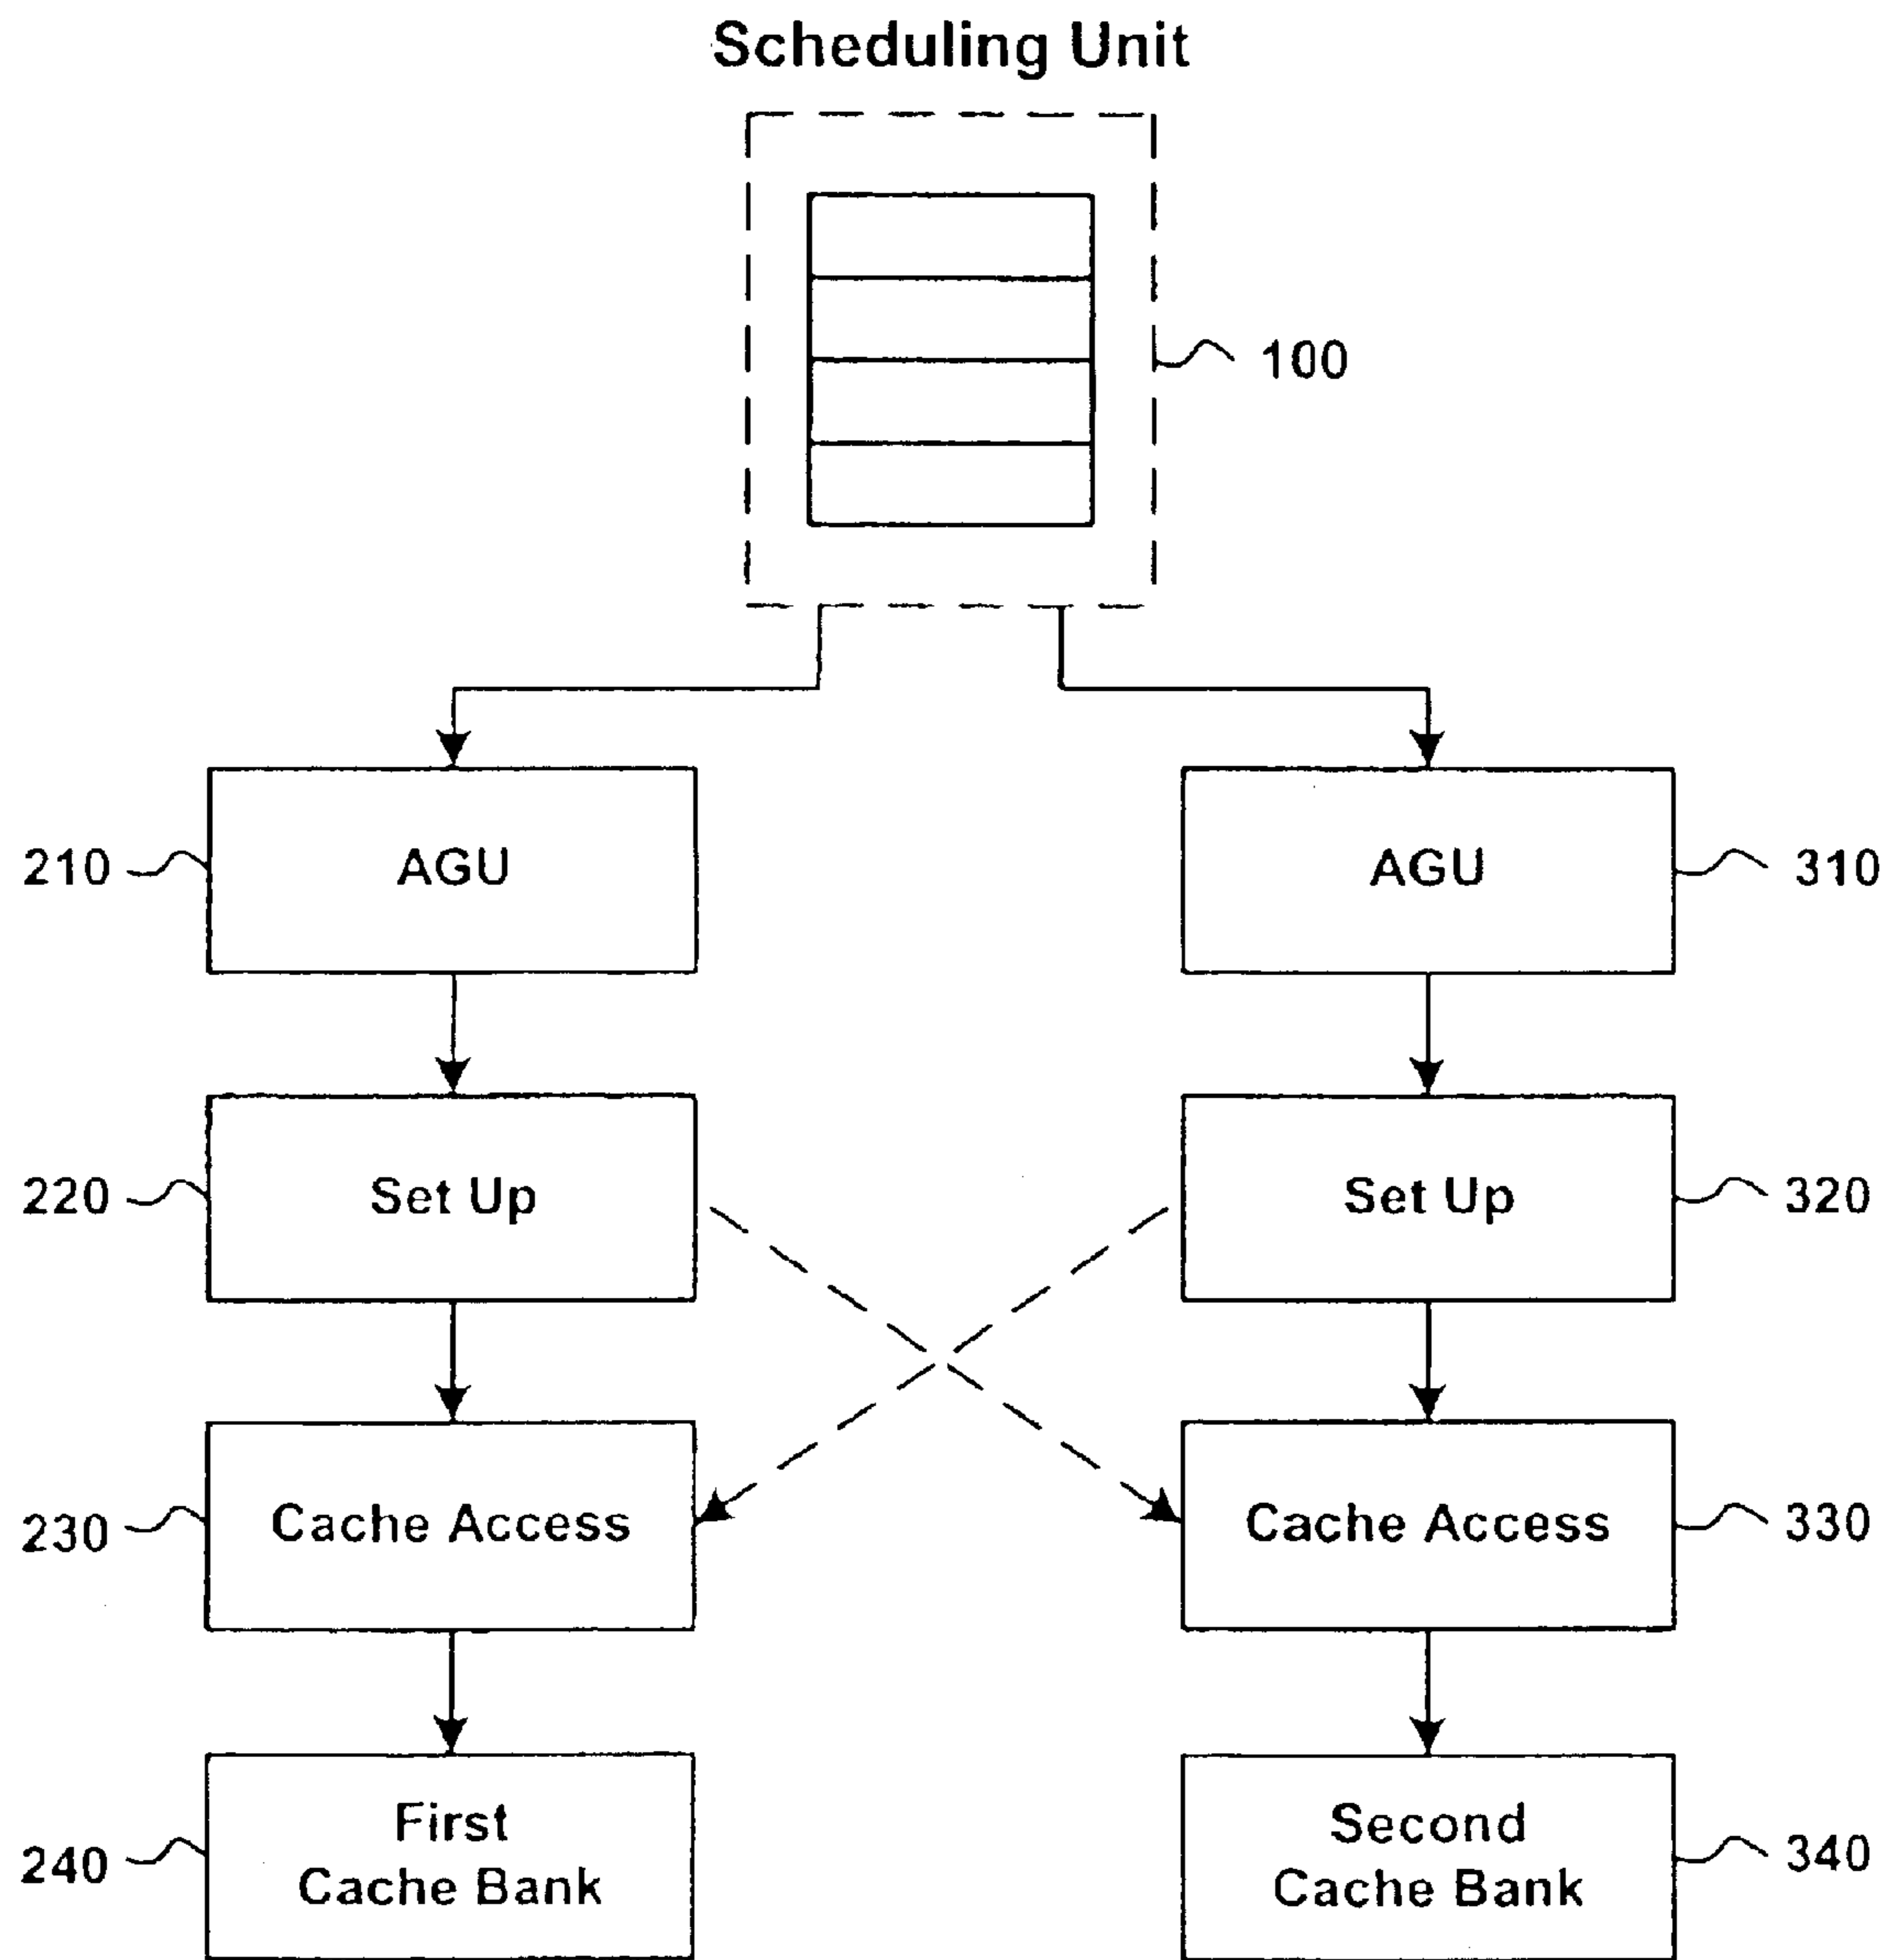 Scheduling Unit
100
210
AGU
AGU
310
220
Set Up
Set Up
320
230
Cache Access
Cache Access
330
240
First
Cache Bank
Second
Cache Bank
340